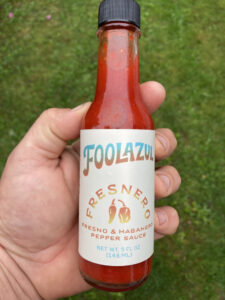 FOOLAZUL
FRESNERO
FRESNO & HABANERO
PEPPER SAUCE
NET WT. 5 FL OZ
(148 ML)